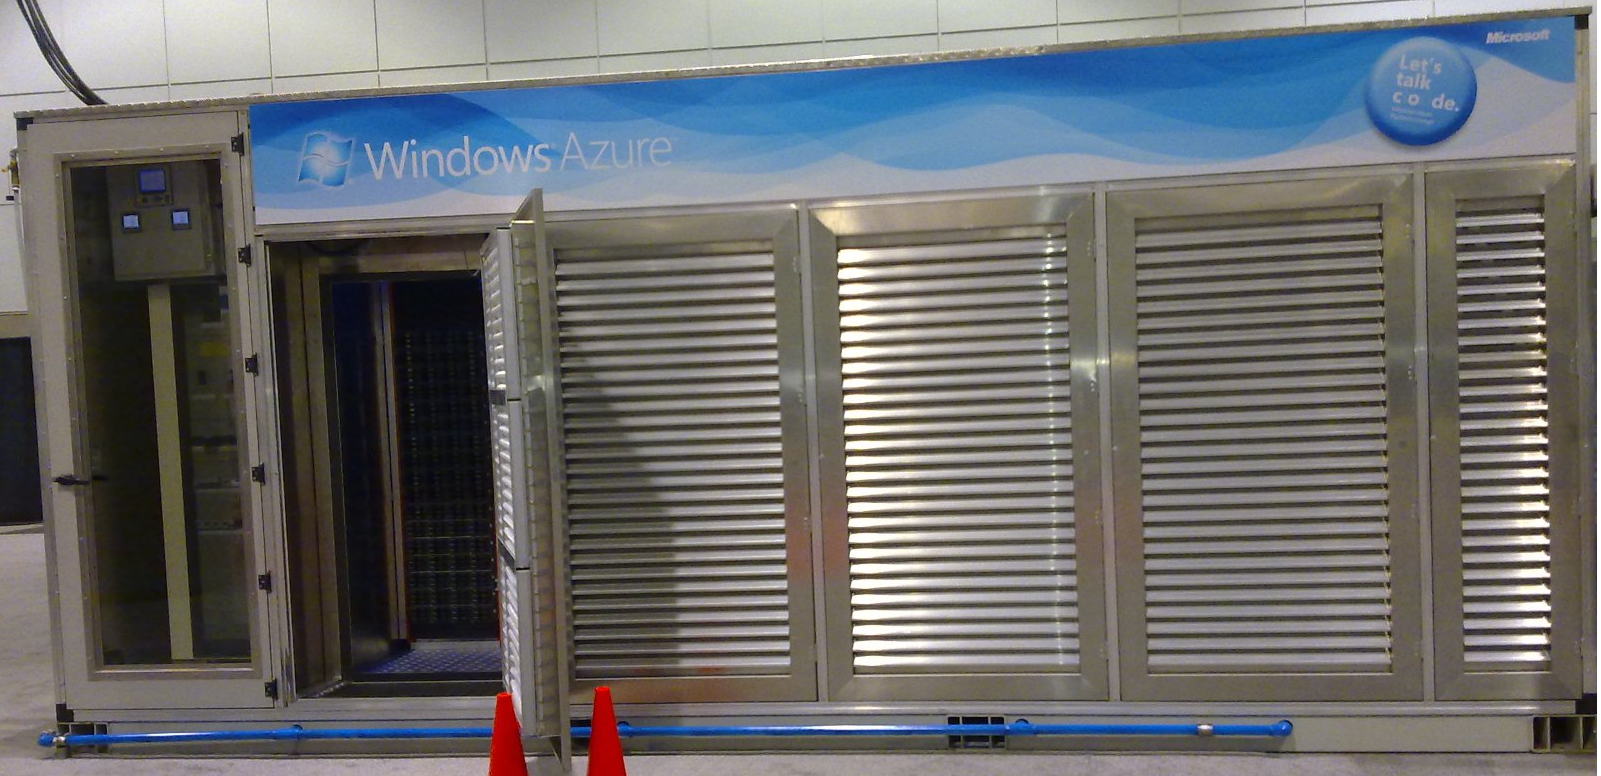 Microsoft
Let's
talk
code.
Windows Azure